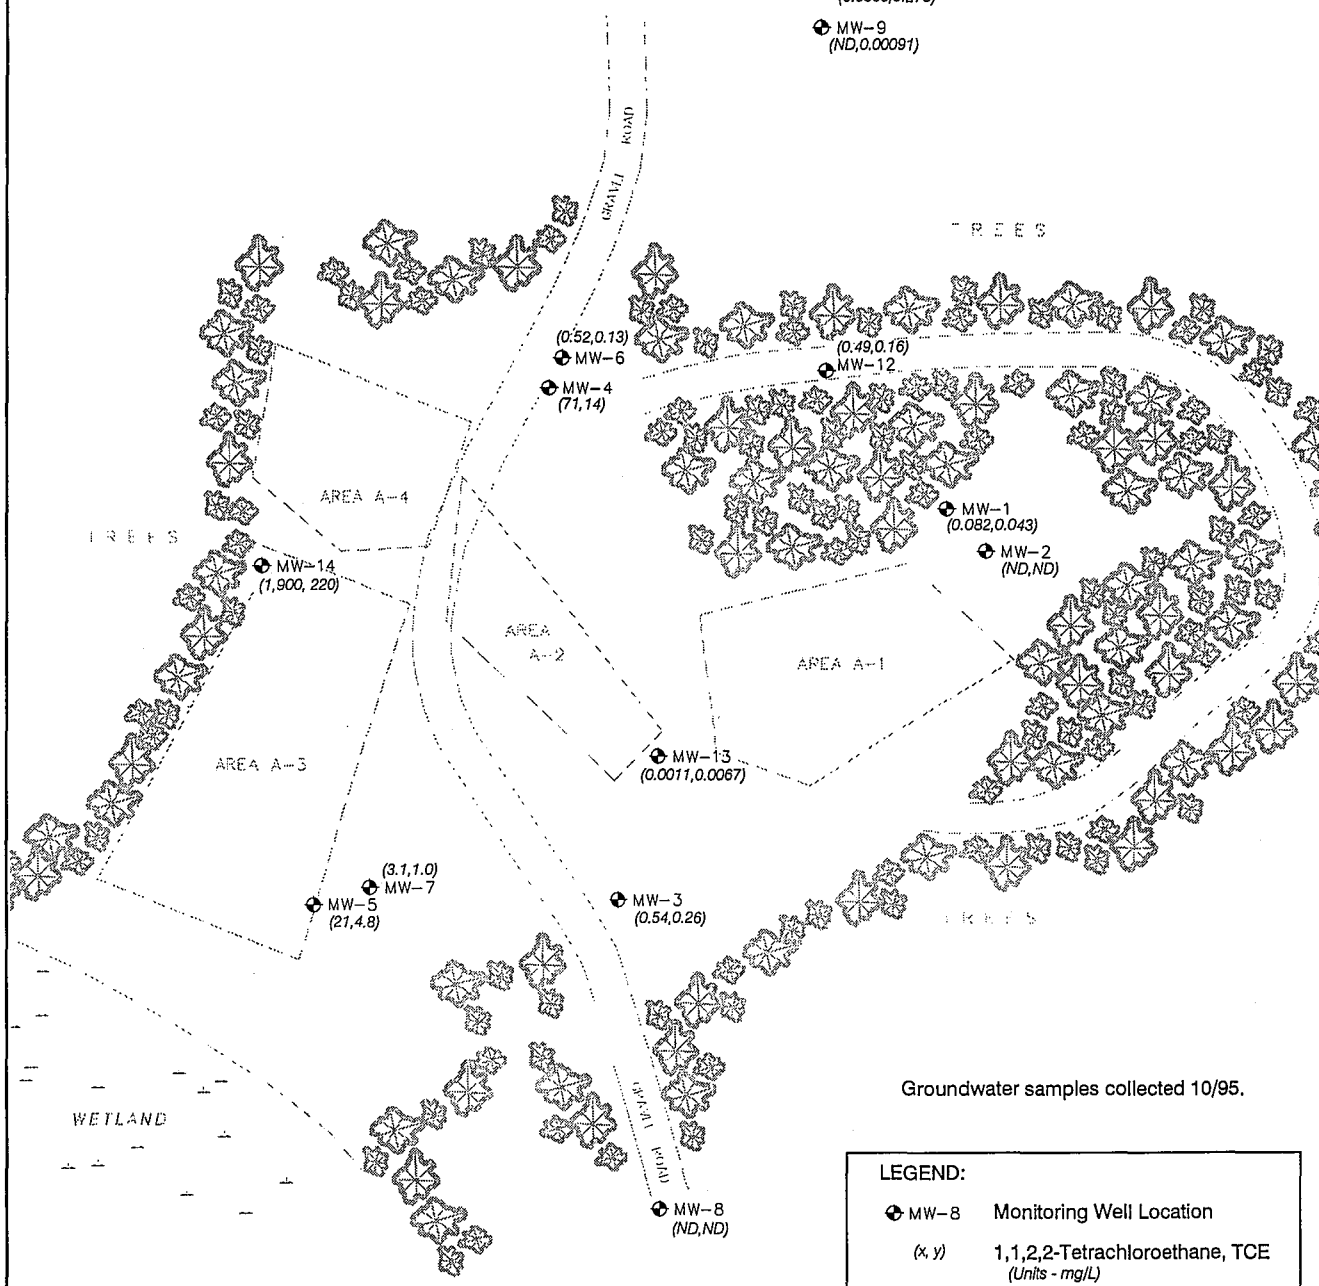 MW-9
(ND,0.00091)
GRAVEL ROAD
TREES
(0.52,0.13)
MW-6
MW-4
(71,14)
(0.49,0.16)
MW-12
AREA A-4
MW-1
(0.082,0.043)
MW-2
(ND,ND)
TREES
MW-14
(1,900, 220)
AREA
A-2
AREA A-1
AREA A-3
MW-13
(0.0011,0.0067)
(3.1,1.0)
MW-7
MW-5
(21,4.8)
MW-3
(0.54,0.26)
TREES
WETLAND
GRAVEL ROAD
MW-8
(ND,ND)
Groundwater samples collected 10/95.
LEGEND:
MW-8 Monitoring Well Location
(x, y) 1,1,2,2-Tetrachloroethane, TCE
(Units - mg/L)